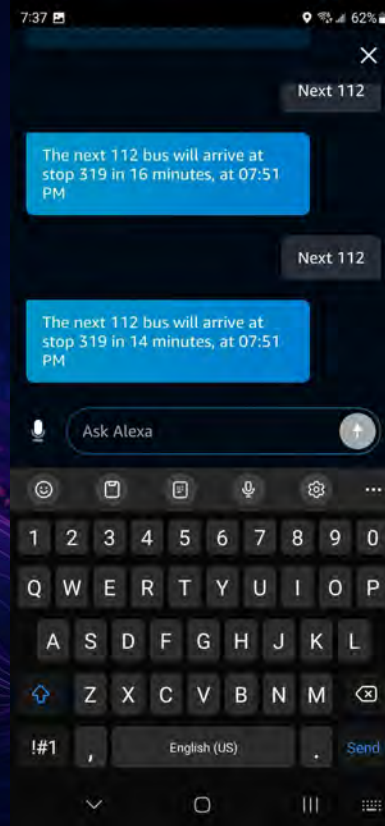 7:37 62%
Next 112
The next 112 bus will arrive at
stop 319 in 16 minutes, at 07:51
PM
Next 112
The next 112 bus will arrive at
stop 319 in 14 minutes, at 07:51
PM
Ask Alexa
1 2 3 4 5 6 7 8 9 0
Q W E R T Y U I O P
A S D F G H J K L
Z X C V B N M
!#1 , English (US) . Send